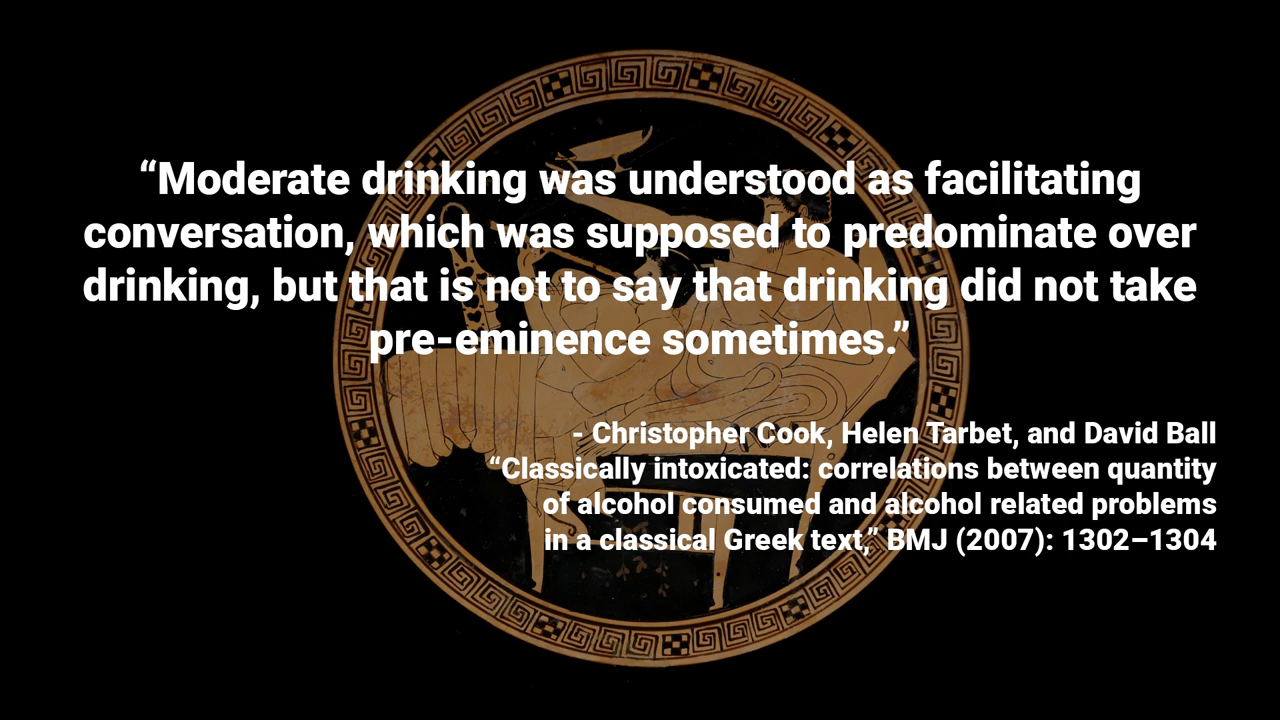 “Moderate drinking was understood as facilitating
conversation, which was supposed to predominate over
drinking, but that is not to say that drinking did not take
pre-eminence sometimes.”
- Christopher Cook, Helen Tarbet, and David Ball
“Classically intoxicated: correlations between quantity
of alcohol consumed and alcohol related problems
in a classical Greek text,” BMJ (2007): 1302–1304